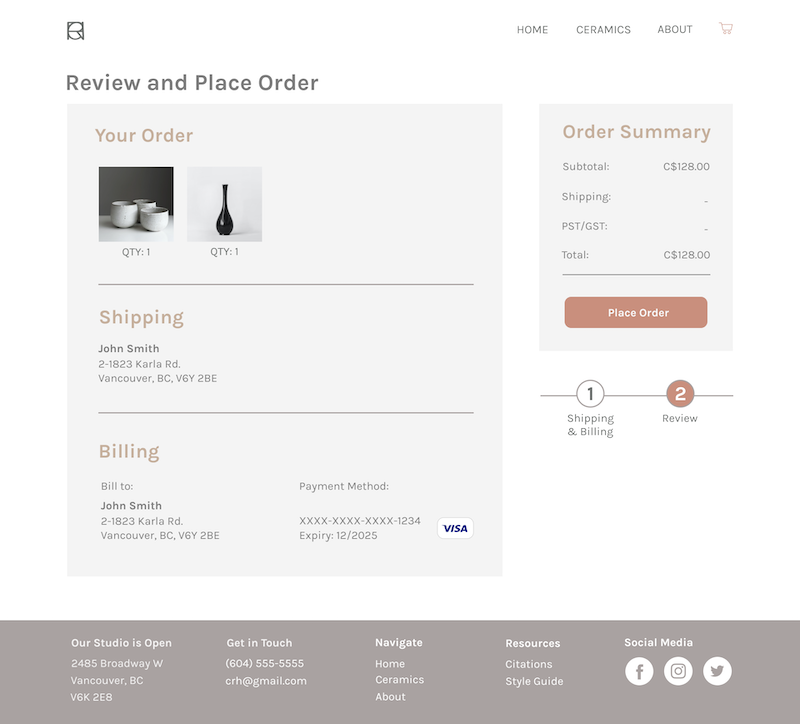 HOME CERAMICS ABOUT
Review and Place Order
Your Order
QTY: 1 QTY: 1
Shipping
John Smith
2-1823 Karla Rd.
Vancouver, BC, V6Y 2BE
Billing
Bill to:
John Smith
2-1823 Karla Rd.
Vancouver, BC, V6Y 2BE
Payment Method:
XXXX-XXXX-XXXX-1234
Expiry: 12/2025
VISA
Order Summary
Subtotal: C$128.00
Shipping: -
PST/GST: -
Total: C$128.00
Place Order
1 2
Shipping
& Billing
Review
Our Studio is Open
2485 Broadway W
Vancouver, BC
V6K 2E8
Get in Touch
(604) 555-5555
crh@gmail.com
Navigate
Home
Ceramics
About
Resources
Citations
Style Guide
Social Media